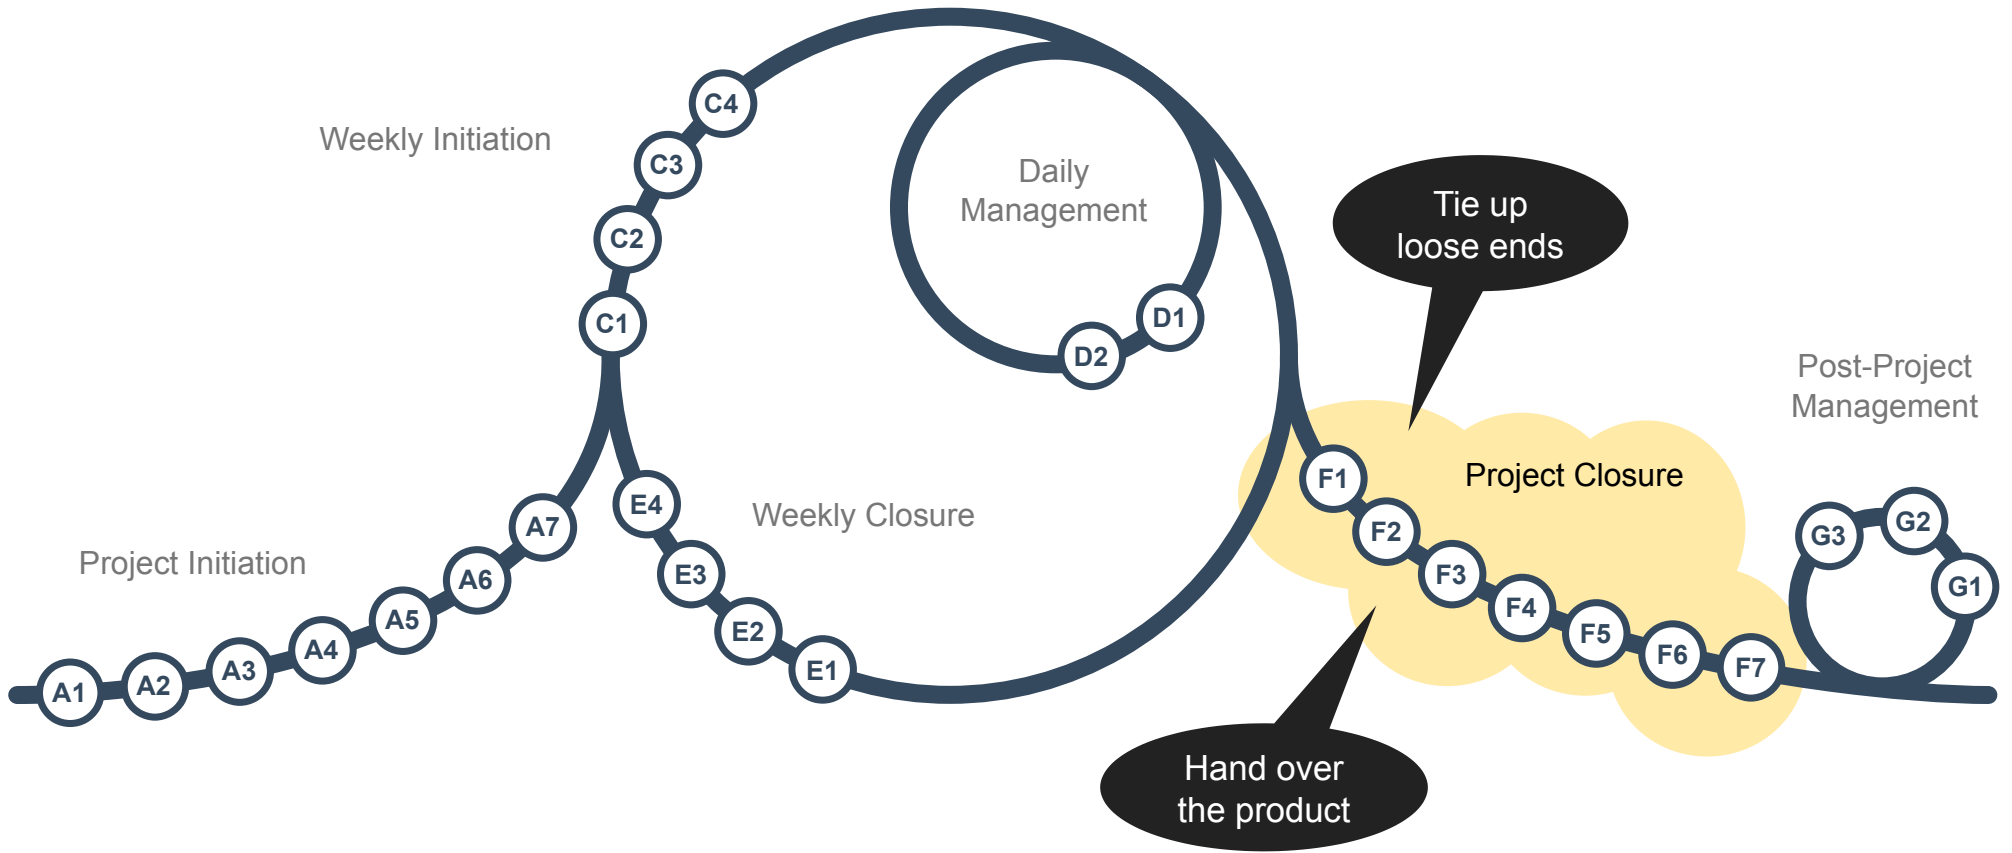 Weekly Initiation
C4
C3
C2
C1
Daily
Management
D1
D2
Tie up
loose ends
Project Initiation
A1
A2
A3
A4
A5
A6
A7
Weekly Closure
E4
E3
E2
E1
Project Closure
F1
F2
F3
F4
F5
F6
F7
Hand over
the product
Post-Project
Management
G3
G2
G1